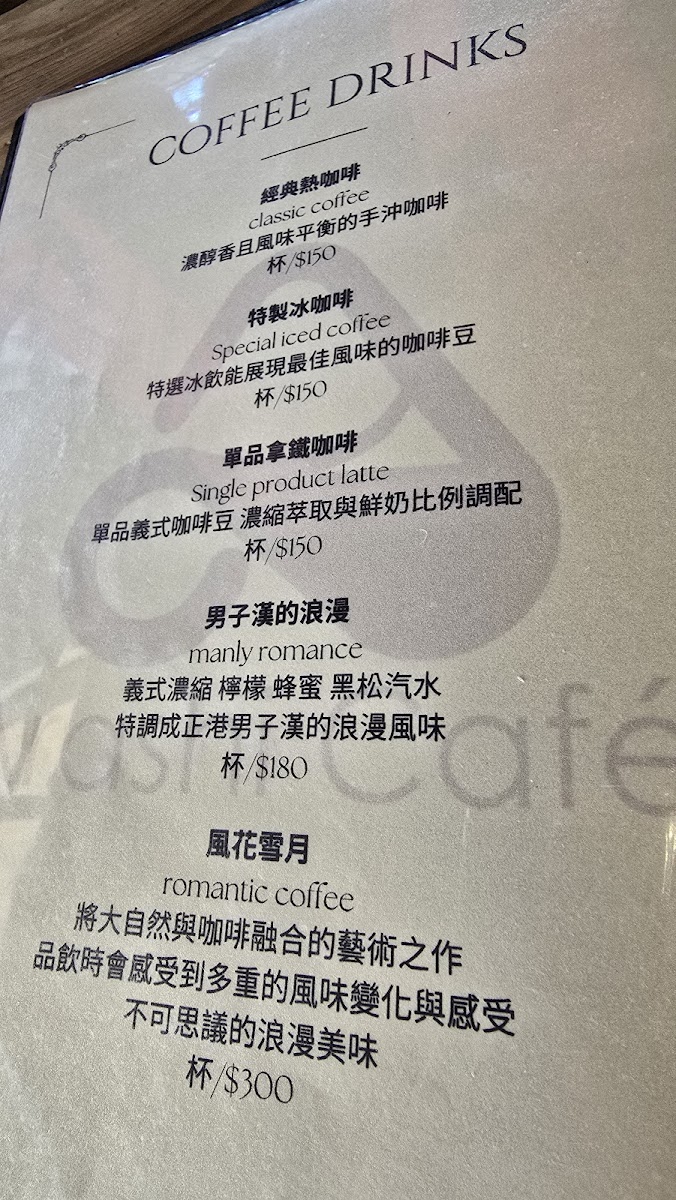 COFFEE DRINKS
經典熱咖啡
classic coffee
濃醇香且風味平衡的手沖咖啡
杯/$150
特製冰咖啡
Special iced coffee
特選冰飲能展現最佳風味的咖啡豆
杯/$150
單品拿鐵咖啡
Single product latte
單品義式咖啡豆 濃縮萃取與鮮奶比例調配
杯/$150
男子漢的浪漫
manly romance
義式濃縮 檸檬 蜂蜜 黑松汽水
特調成正港男子漢的浪漫風味
杯/$180
Café
風花雪月
romantic coffee
將大自然與咖啡融合的藝術之作
品飲時會感受到多重的風味變化與感受
不可思議的浪漫美味
杯/$300